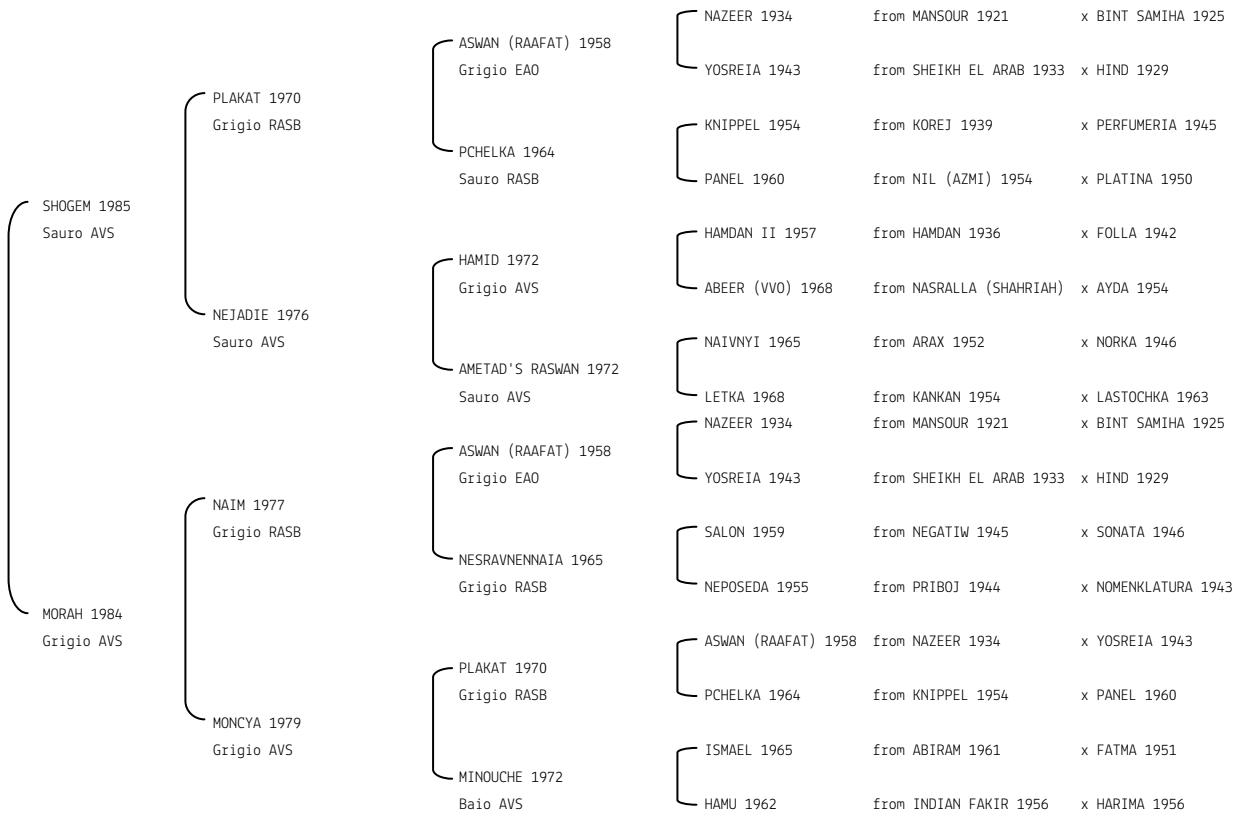 NAZEER 1934 from MANSOUR 1921 x BINT SAMIHA 1925
ASWAN (RAAFAT) 1958
Grigio EAO YOSREIA 1943 from SHEIKH EL ARAB 1933 x HIND 1929
PLAKAT 1970
Grigio RASB KNIPPEL 1954 from KOREJ 1939 x PERFUMERIA 1945
PCHELKA 1964
Sauro RASB PANEL 1960 from NIL (AZMI) 1954 x PLATINA 1950
SHOGEM 1985
Sauro AVS HAMDAN II 1957 from HAMDAN 1936 x FOLLA 1942
HAMID 1972
Grigio AVS ABEER (VVO) 1968 from NASRALLA (SHAHRIAH) x AYDA 1954
NEJADIE 1976
Sauro AVS NAIVNYI 1965 from ARAX 1952 x NORKA 1946
AMETAD'S RASWAN 1972
Sauro AVS LETKA 1968 from KANKAN 1954 x LASTOCHKA 1963
NAZEER 1934 from MANSOUR 1921 x BINT SAMIHA 1925
ASWAN (RAAFAT) 1958
Grigio EAO YOSREIA 1943 from SHEIKH EL ARAB 1933 x HIND 1929
NAIM 1977
Grigio RASB SALON 1959 from NEGATIW 1945 x SONATA 1946
NESRAVNENNAIA 1965
Grigio RASB NEPOSEDA 1955 from PRIBOJ 1944 x NOMENKLATURA 1943
MORAH 1984
Grigio AVS ASWAN (RAAFAT) 1958 from NAZEER 1934 x YOSREIA 1943
PLAKAT 1970
Grigio RASB PCHELKA 1964 from KNIPPEL 1954 x PANEL 1960
MONCYA 1979
Grigio AVS ISMAEL 1965 from ABIRAM 1961 x FATMA 1951
MINOUCHE 1972
Baio AVS HAMU 1962 from INDIAN FAKIR 1956 x HARIMA 1956